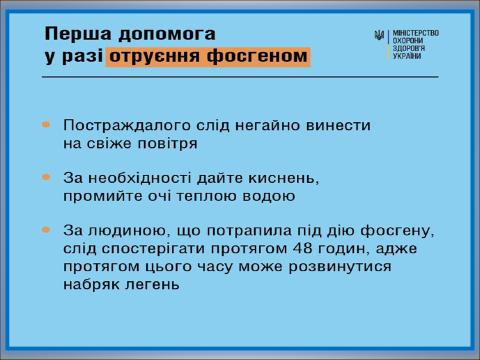 Перша допомога
у разі отруєння фосгеном
МІНІСТЕРСТВО
ОХОРОНИ
ЗДОРОВ'Я
УКРАЇНИ
Постраждалого слід негайно винести
на свіже повітря
За необхідності дайте киснень,
промийте очі теплою водою
За людиною, що потрапила під дію фосгену,
слід спостерігати протягом 48 годин, адже
протягом цього часу може розвинутися
набряк легень